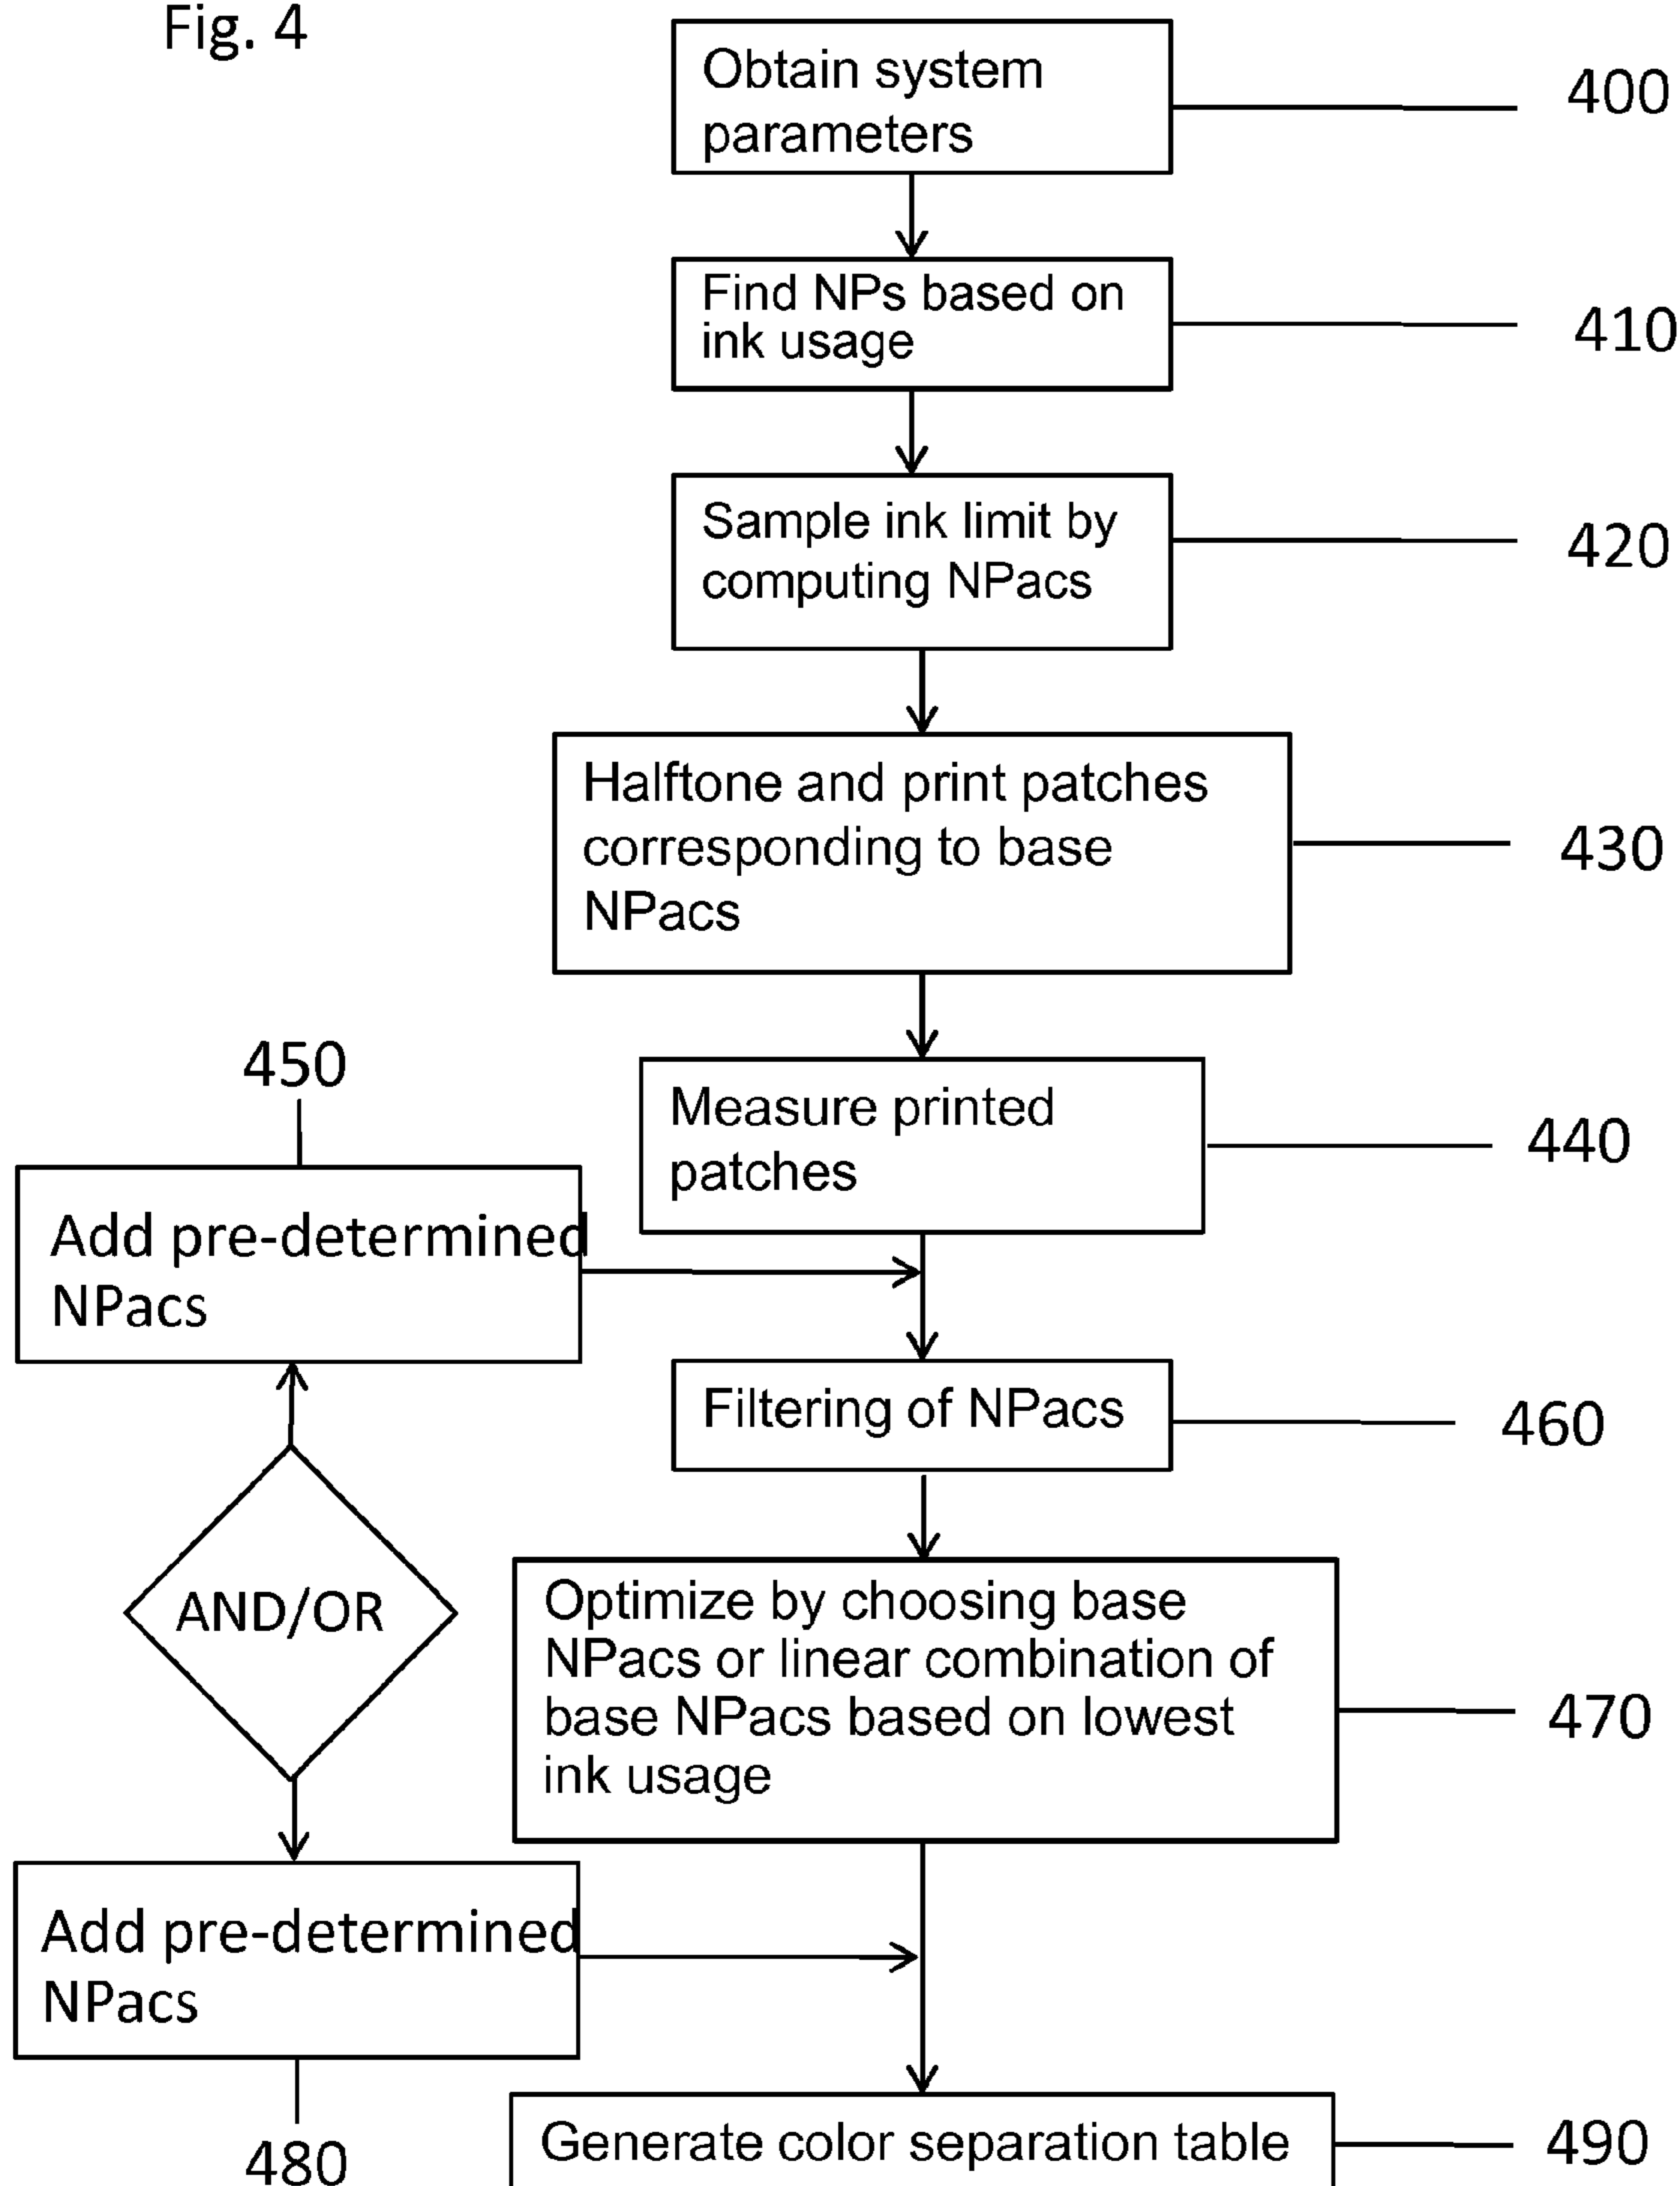 Fig. 4
Obtain system
parameters
400
Find NPs based on
ink usage
410
Sample ink limit by
computing NPacs
420
Halftone and print patches
corresponding to base
NPacs
430
Measure printed
patches
440
450
Add pre-determined
NPacs
Filtering of NPacs
460
AND/OR
Optimize by choosing base
NPacs or linear combination of
base NPacs based on lowest
ink usage
470
Add pre-determined
NPacs
480
Generate color separation table
490